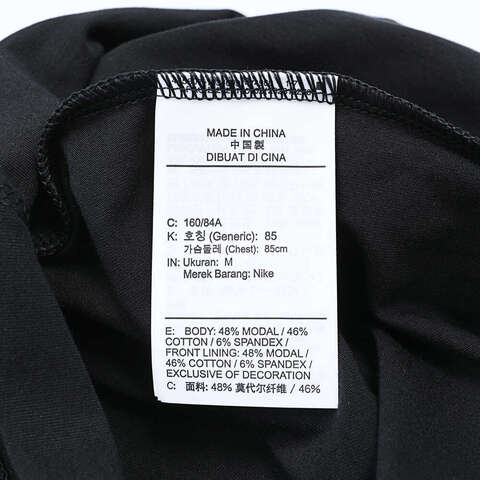 MADE IN CHINA
中国製
DIBUAT DI CINA
C: 160/84A
K: 호칭 (Generic): 85
가슴둘레 (Chest): 85cm
IN: Ukuran: M
Merek Barang: Nike
E: BODY: 48% MODAL / 46%
COTTON / 6% SPANDEX /
FRONT LINING: 48% MODAL /
46% COTTON / 6% SPANDEX /
EXCLUSIVE OF DECORATION
C: 面料: 48% 莫代尔纤维 / 46%